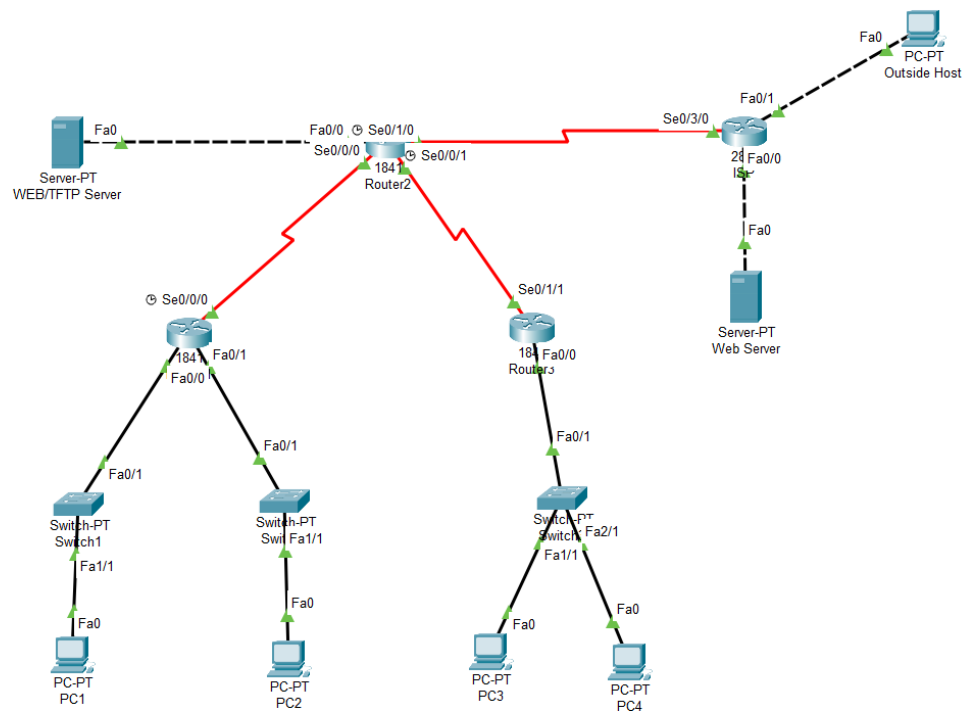 Fa0
PC-PT
Outside Host
Fa0/1
Se0/3/0
Fa0/0
Fa0
Fa0/0
Se0/1/0
Se0/0/0
Se0/0/1
1841
Router2
Server-PT
WEB/TFTP Server
Fa0
Server-PT
Web Server
Se0/0/0
Se0/1/1
1841
Fa0/1
Fa0/0
Fa0/0
Fa0/1
Fa0/1
Fa0/1
Switch-PT
Switch1
Switch-PT
Fa1/1
Switch-PT
Fa2/1
Fa1/1
Fa1/1
Fa0
Fa0
Fa0
Fa0
PC-PT
PC1
PC-PT
PC2
PC-PT
PC3
PC-PT
PC4